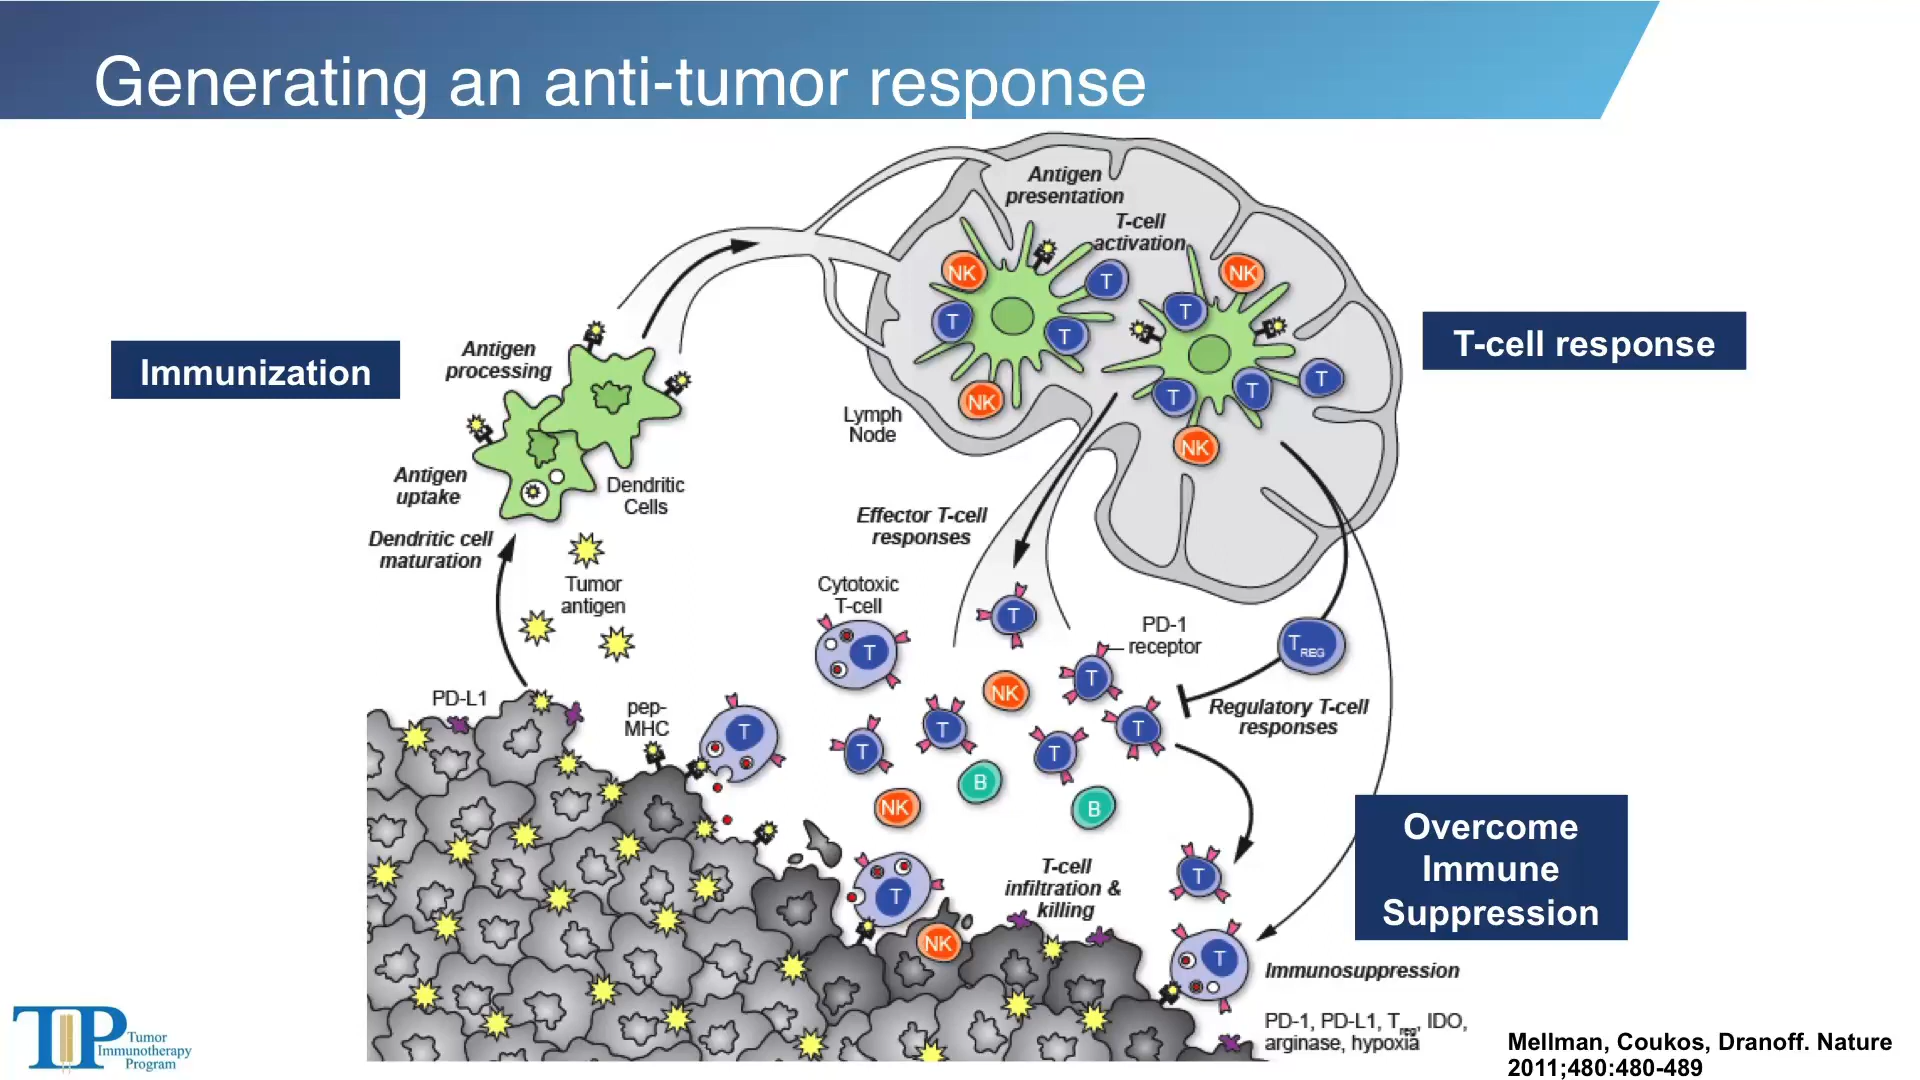 Generating an anti-tumor response
Antigen
presentation
T-cell
activation
NK
NK
T
T
T
T
NK
T
T
T
NK
Lymph
Node
T-cell response
Immunization
Antigen
processing
Antigen
uptake
Dendritic
Cells
Dendritic cell
maturation
Tumor
antigen
Effector T-cell
responses
Cytotoxic
T-cell
T
T
PD-1
receptor
T
NK
T
T
T
T
B
B
NK
TREG
Regulatory T-cell
responses
PD-L1
pep-
MHC
T
Overcome
Immune
Suppression
T-cell
infiltration &
killing
T
NK
T
T
Immunosuppression
PD-1, PD-L1, Treg, IDO,
arginase, hypoxia
TIP Tumor
Immunotherapy
Program
Mellman, Coukos, Dranoff. Nature
2011;480:480-489